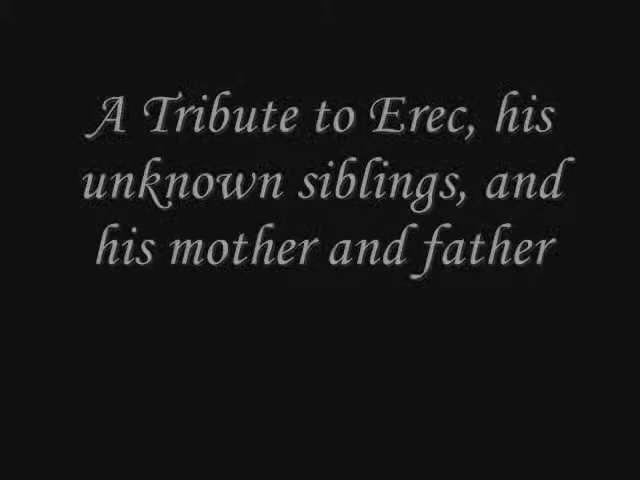 A Tribute to Erec, his
unknown siblings, and
his mother and father